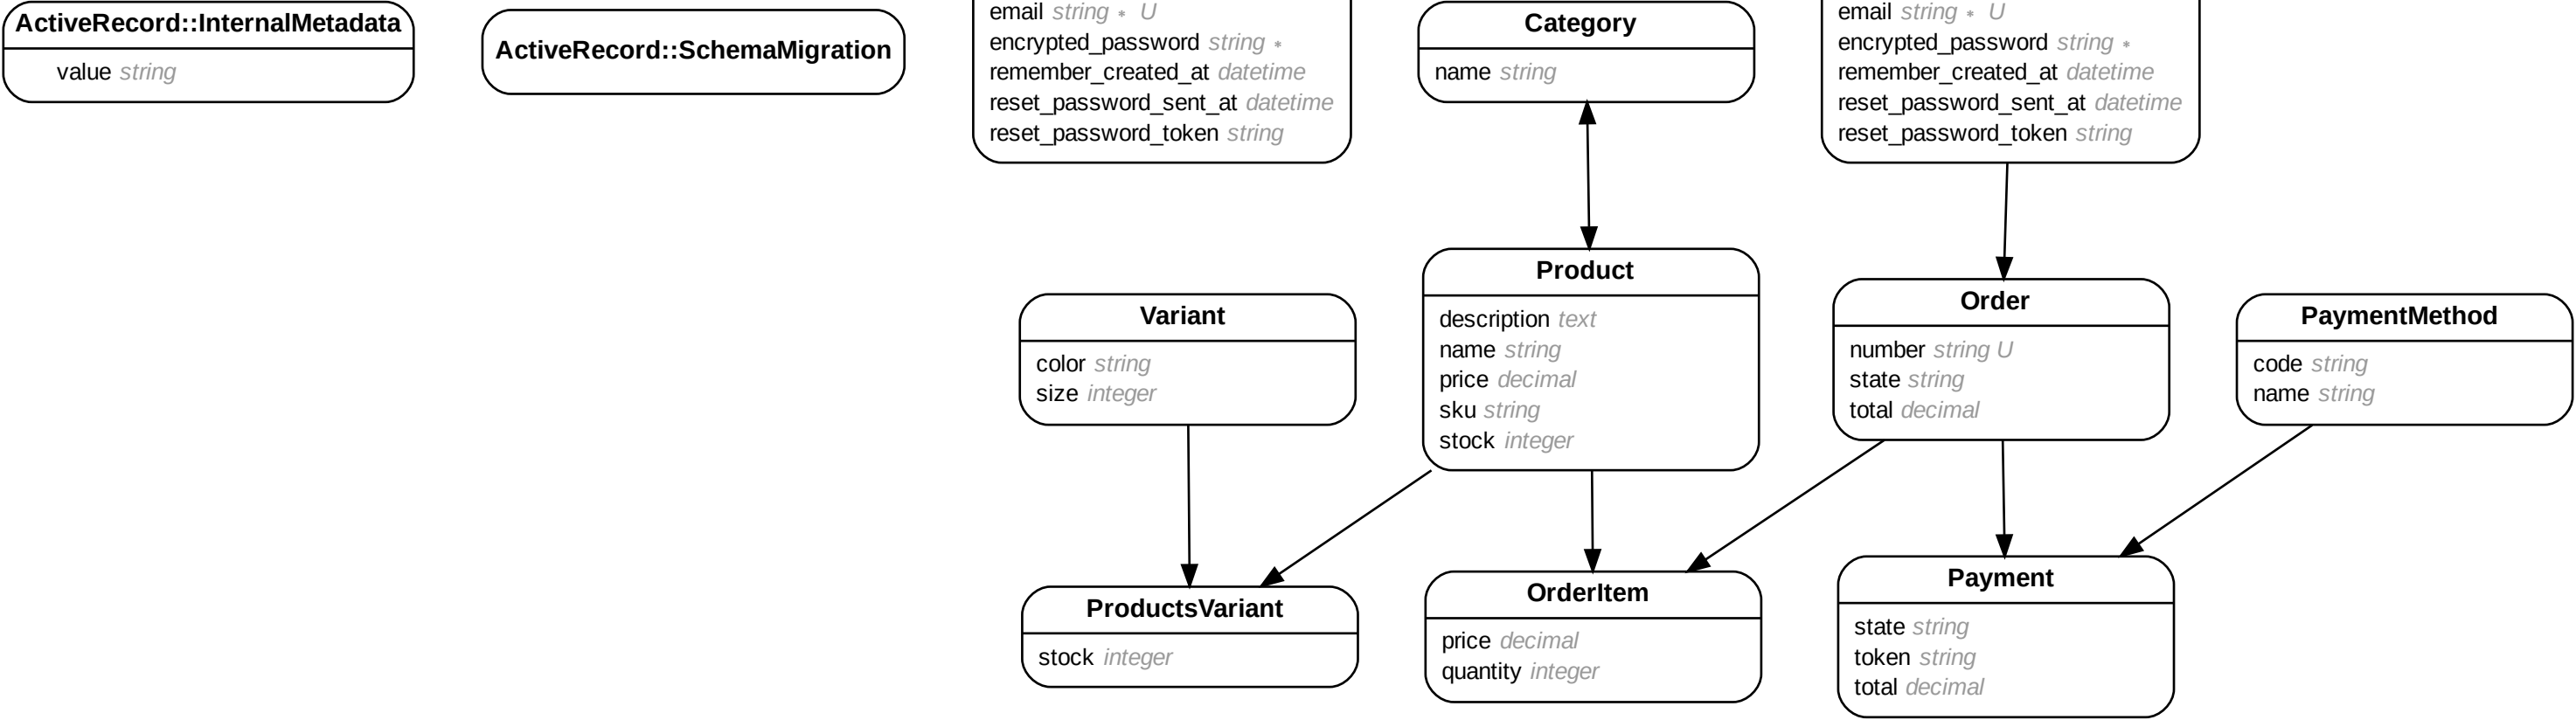 ActiveRecord::InternalMetadata
value string
ActiveRecord::SchemaMigration
email string * U
encrypted_password string *
remember_created_at datetime
reset_password_sent_at datetime
reset_password_token string
Category
name string
email string * U
encrypted_password string *
remember_created_at datetime
reset_password_sent_at datetime
reset_password_token string
Variant
color string
size integer
Product
description text
name string
price decimal
sku string
stock integer
Order
number string U
state string
total decimal
PaymentMethod
code string
name string
ProductsVariant
stock integer
OrderItem
price decimal
quantity integer
Payment
state string
token string
total decimal